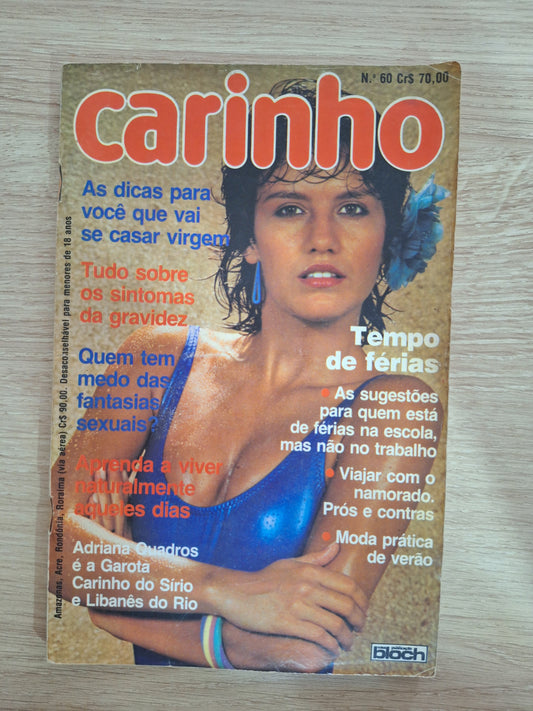 N.º 60 Cr$ 70,00
carinho
As dicas para
você que vai
se casar virgem
Tudo sobre
os sintomas
da gravidez
Quem tem
medo das
fantasias
sexuais?
Aprenda a viver
naturalmente
aqueles dias
Adriana Quadros
é a Garota
Carinho do Sírio
e Libanês do Rio
Tempo
de férias
• As sugestões
para quem está
de férias na escola,
mas não no trabalho
• Viajar com o
namorado.
Prós e contras
• Moda prática
de verão
Amazonas, Acre, Rondônia, Roraima (via aérea) Cr$ 90,00. Desaconselhável para menores de 18 anos
bloch